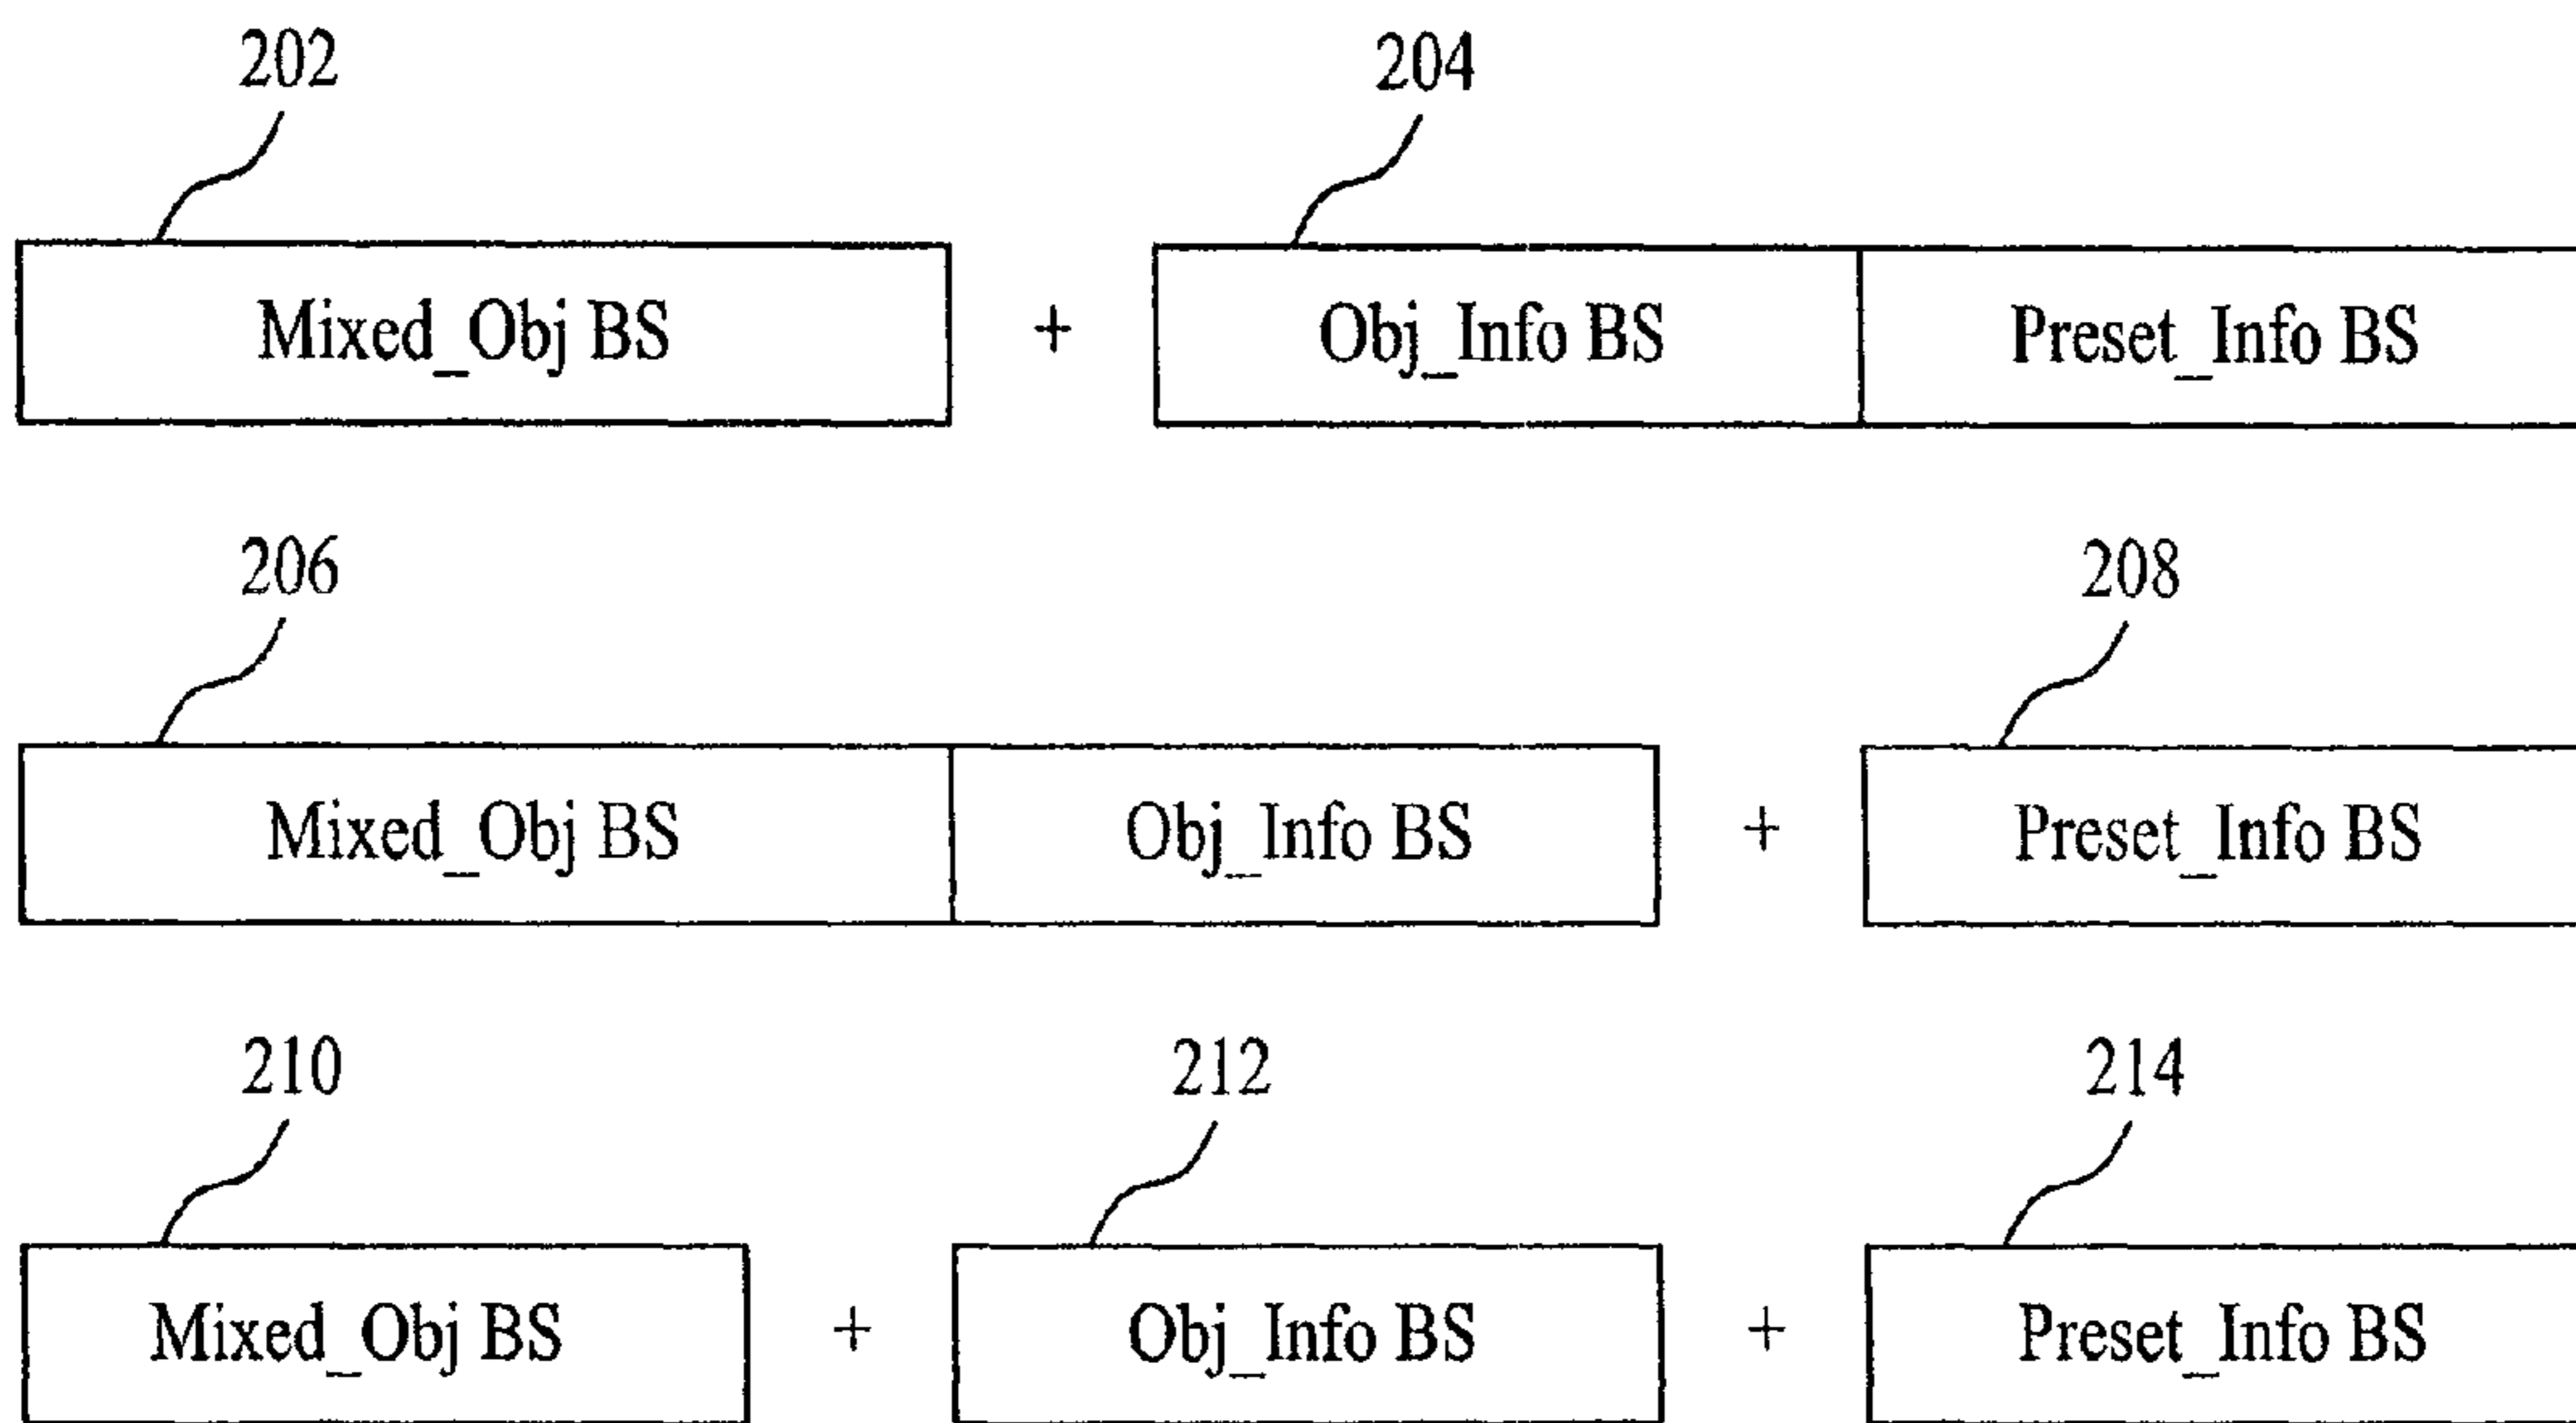 202 204
Mixed_Obj BS + Obj_Info BS Preset_Info BS
206 208
Mixed_Obj BS Obj_Info BS + Preset_Info BS
210 212 214
Mixed_Obj BS + Obj_Info BS + Preset_Info BS